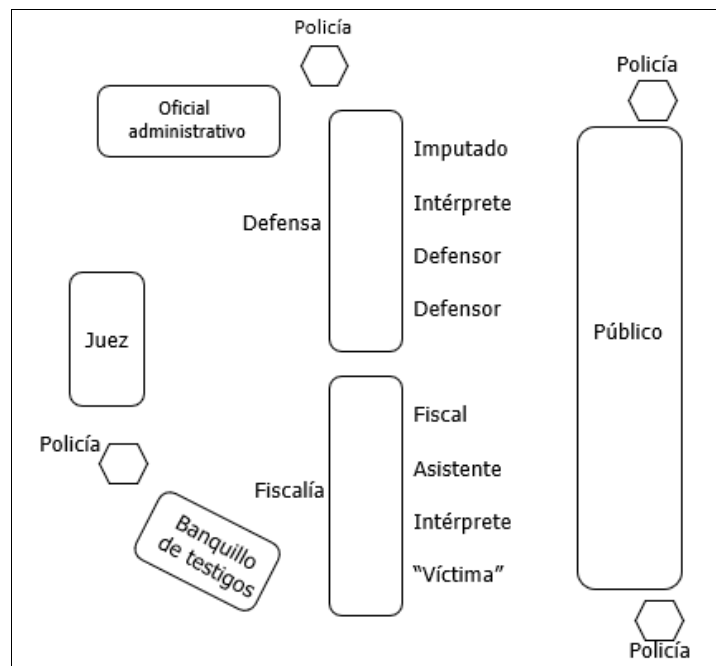 Policía
Oficial
administrativo
Policía
Imputado
Intérprete
Defensa
Defensor
Defensor
Juez
Público
Policía
Fiscal
Asistente
Fiscalía
Intérprete
Banquillo
de testigos
“Víctima”
Policía